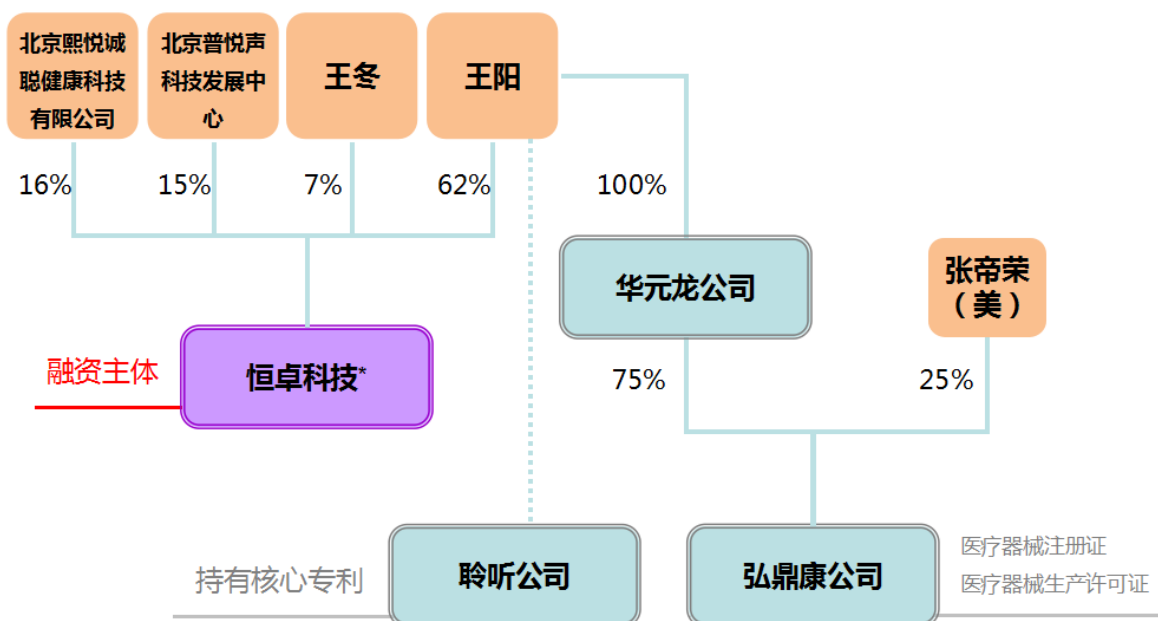 北京熙悦诚
聪健康科技
有限公司
北京普悦声
科技发展中
心
王冬
王阳
16%
15%
7%
62%
100%
华元龙公司
张帝荣
（美）
融资主体
恒卓科技*
75%
25%
持有核心专利
聆听公司
弘鼎康公司
医疗器械注册证
医疗器械生产许可证